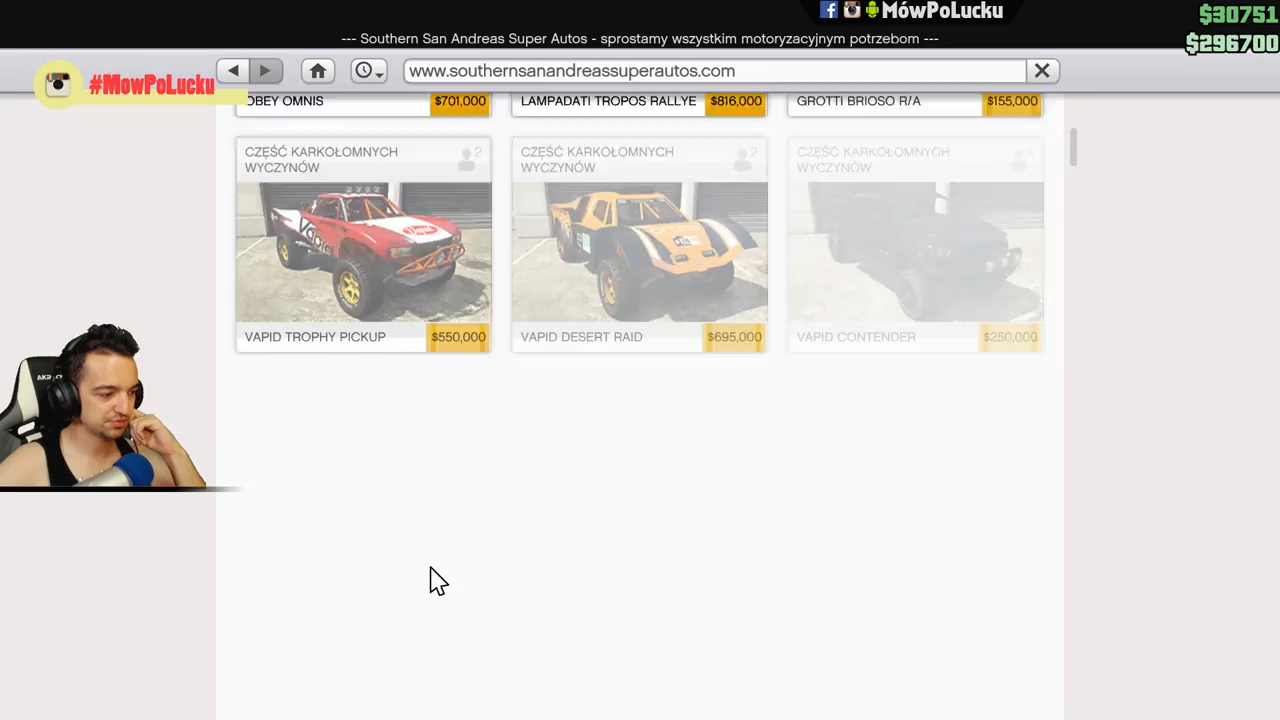 MówPoLucku
$30751
--- Southern San Andreas Super Autos - sprostamy wszystkim motoryzacyjnym potrzebom ---
$296700
#MowPoLucku
www.southernsanandreassuperautos.com
OBEY OMNIS
$701,000
LAMPADATI TROPOS RALLYE
$816,000
GROTTI BRIOSO R/A
$155,000
CZĘŚĆ KARKOŁOMNYCH
WYCZYNÓW
2
CZĘŚĆ KARKOŁOMNYCH
WYCZYNÓW
2
CZĘŚĆ KARKOŁOMNYCH
WYCZYNÓW
VAPID TROPHY PICKUP
$550,000
VAPID DESERT RAID
$695,000
VAPID CONTENDER
$250,000